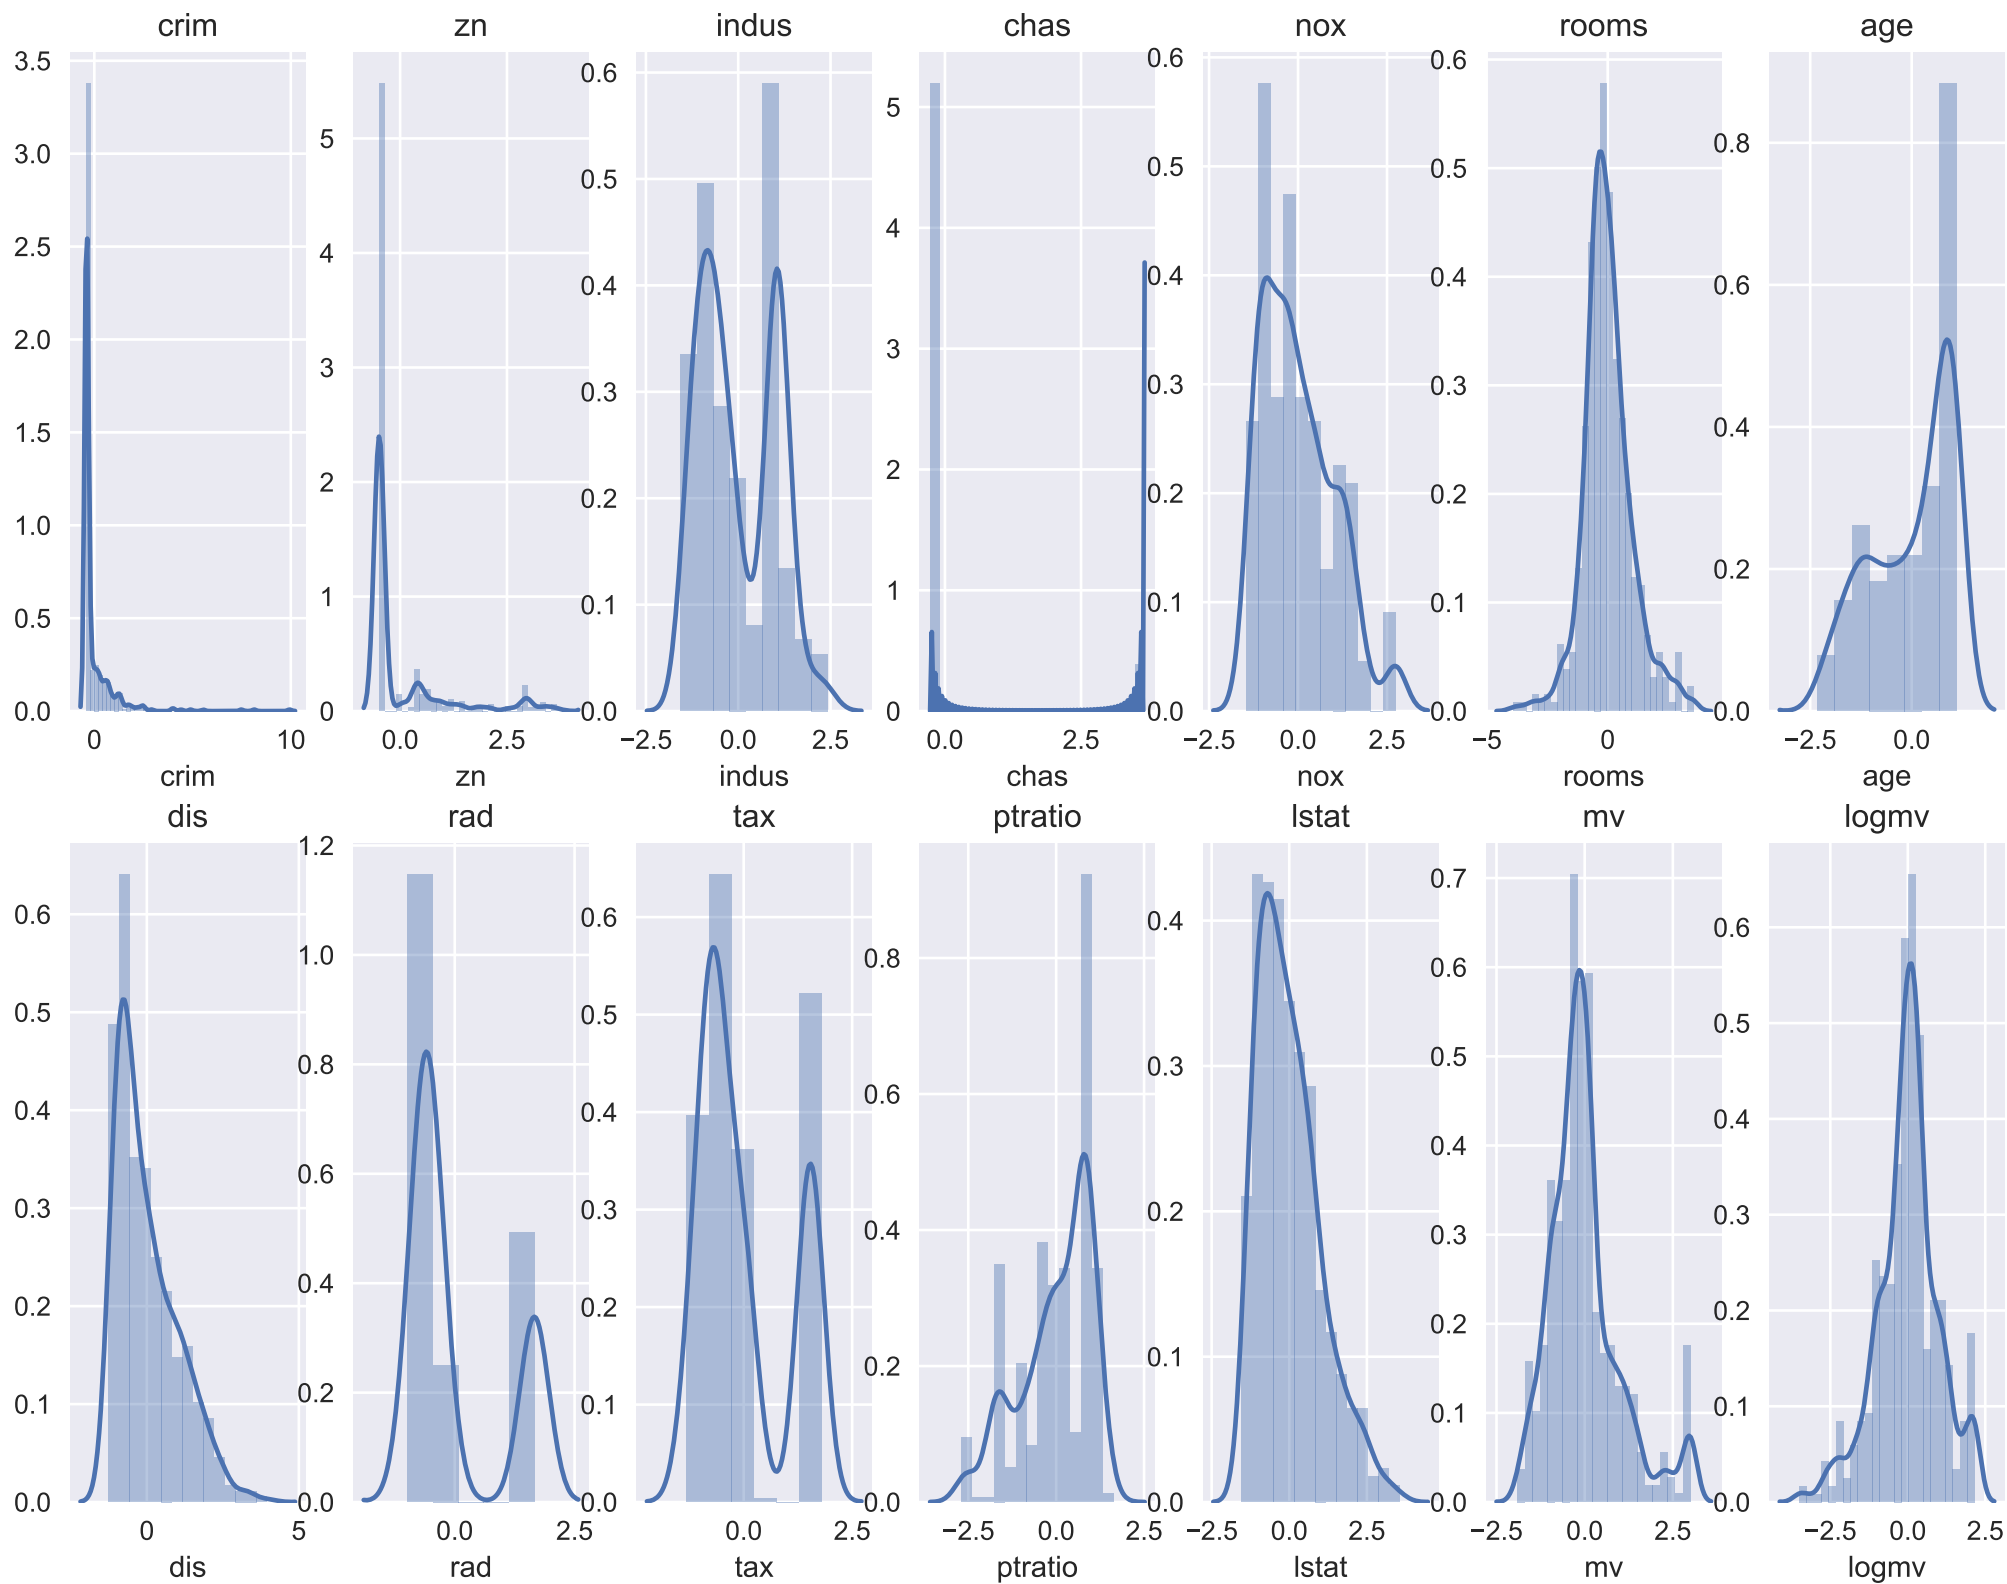 crim zn indus chas nox rooms age
3.5 3.0 2.5 2.0 1.5 1.0 0.5 0.0
5 4 3 2 1 0
0.6 0.5 0.4 0.3 0.2 0.1 0.0
5 4 3 2 1 0
0.6 0.5 0.4 0.3 0.2 0.1 0.0
0.6 0.5 0.4 0.3 0.2 0.1 0.0
0.8 0.6 0.4 0.2 0.0
0 10 0.0 2.5 −2.5 0.0 2.5 0.0 2.5 −2.5 0.0 2.5 −5 0 −2.5 0.0
crim zn indus chas nox rooms age
dis rad tax ptratio lstat mv logmv
0.6 0.5 0.4 0.3 0.2 0.1 0.0
1.2 1.0 0.8 0.6 0.4 0.2 0.0
0.6 0.5 0.4 0.3 0.2 0.1 0.0
0.8 0.6 0.4 0.2 0.0
0.4 0.3 0.2 0.1 0.0
0.7 0.6 0.5 0.4 0.3 0.2 0.1 0.0
0.6 0.5 0.4 0.3 0.2 0.1 0.0
0 5 0.0 2.5 0.0 2.5 −2.5 0.0 0.0 2.5 −2.5 0.0 2.5 −2.5 0.0 2.5
dis rad tax ptratio lstat mv logmv